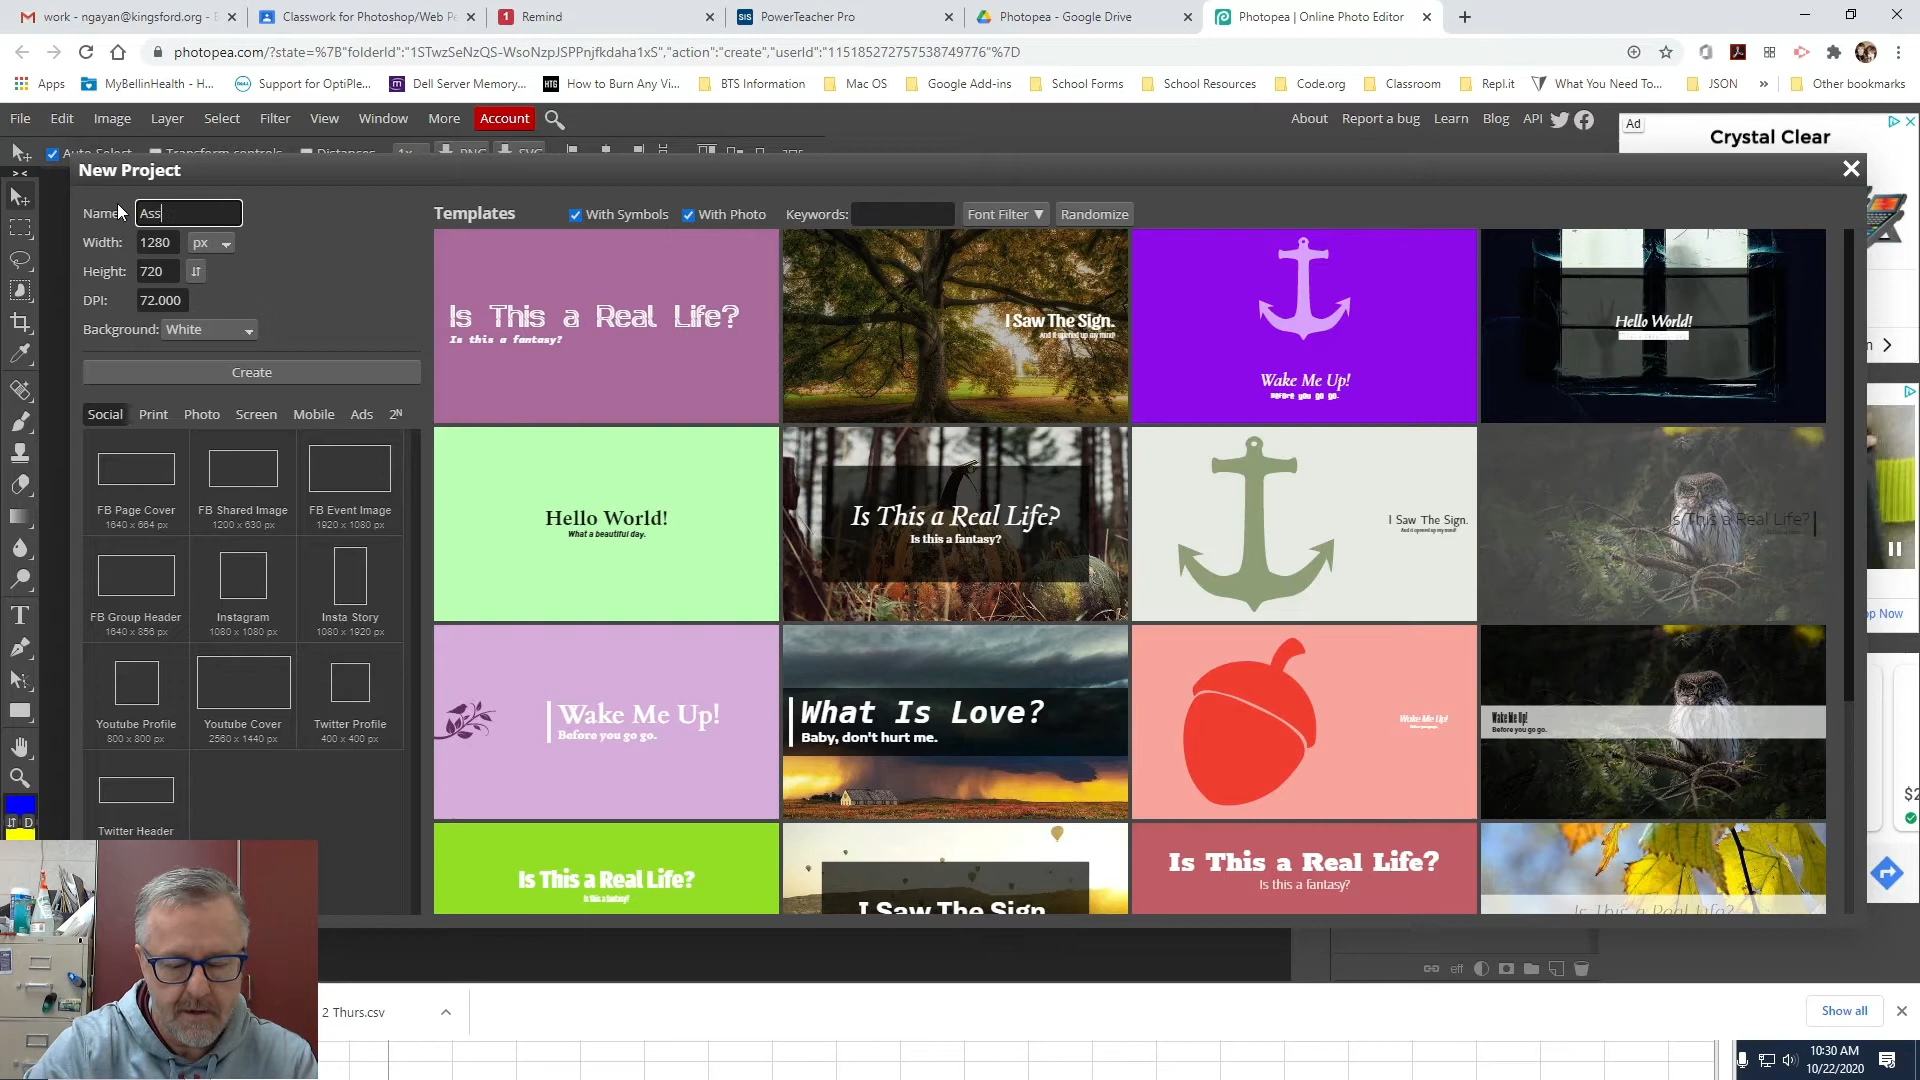 work - ngayan@kingsford.org -
Classwork for Photoshop/Web P
Remind
PowerTeacher Pro
Photopea - Google Drive
Photopea | Online Photo Editor
photopea.com/?state=%7B"folderId":"1STwzSeNzQS-WsoNzpJSPPnjfkdaha1xS","action":"create","userId":"115185272757538749776"%7D
Apps
MyBellinHealth - H...
Support for OptiPle...
Dell Server Memory...
How to Burn Any Vi...
BTS Information
Mac OS
Google Add-ins
School Forms
School Resources
Code.org
Classroom
Repl.it
What You Need To...
JSON
»
Other bookmarks
File Edit Image Layer Select Filter View Window More Account
About Report a bug Learn Blog API
Ad
Crystal Clear
New Project
Name
Ass
Width: 1280 px
Height: 720
DPI: 72.000
Background: White
Create
Social Print Photo Screen Mobile Ads 2ᴺ
FB Page Cover
1640 x 664 px
FB Shared Image
1200 x 630 px
FB Event Image
1920 x 1080 px
FB Group Header
1640 x 856 px
Instagram
1080 x 1080 px
Insta Story
1080 x 1920 px
Youtube Profile
800 x 800 px
Youtube Cover
2560 x 1440 px
Twitter Profile
400 x 400 px
Twitter Header
Templates
With Symbols
With Photo
Keywords:
Font Filter ▼
Randomize
Is This a Real Life?
Is this a fantasy?
I Saw The Sign.
And it opened up my mind!
Wake Me Up!
Before you go go.
Hello World!
Hello World!
What a beautiful day.
Is This a Real Life?
Is this a fantasy?
I Saw The Sign.
And it opened up my mind!
Is This a Real Life?
Wake Me Up!
Before you go go.
What Is Love?
Baby, don't hurt me.
Wake Me Up!
Before you go go.
Wake Me Up!
Before you go go.
Is This a Real Life?
Is this a fantasy?
I Saw The Sign
Is This a Real Life?
Is this a fantasy?
Is This a Real Life?
op Now
eff
2 Thurs.csv
Show all
10:30 AM
10/22/2020